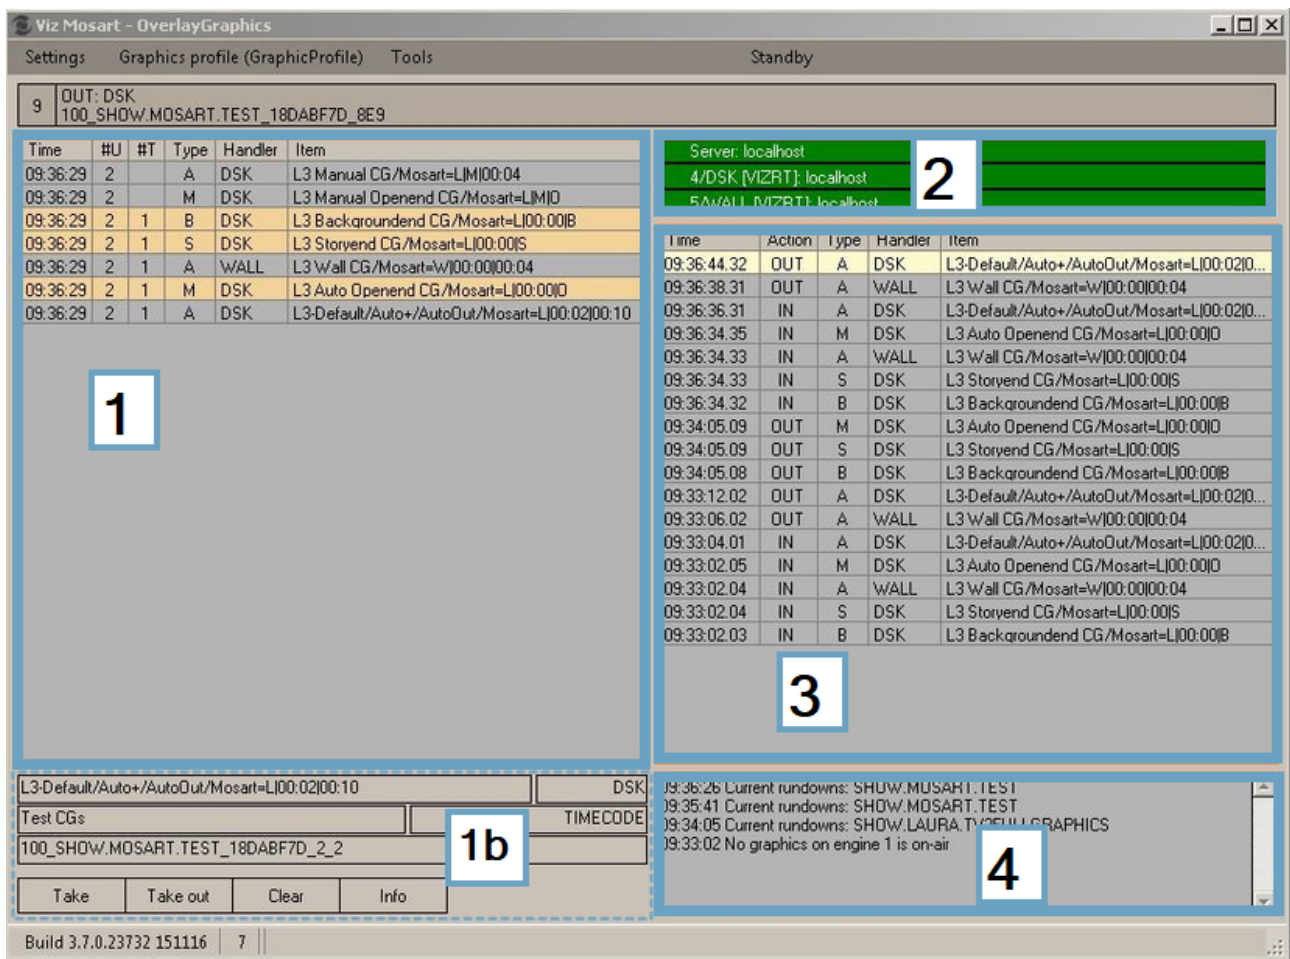 Viz Mosart - OverlayGraphics
Settings Graphics profile (GraphicProfile) Tools Standby
9 OUT: DSK
100_SHOW.MOSART.TEST_18DABF7D_8E9
Time #U #T Type Handler Item
09:36:29 2 A DSK L3 Manual CG/Mosart=L|M|00:04
09:36:29 2 M DSK L3 Manual Openend CG/Mosart=L|M|O
09:36:29 2 1 B DSK L3 Backgroundend CG/Mosart=L|00:00|B
09:36:29 2 1 S DSK L3 Storyend CG/Mosart=L|00:00|S
09:36:29 2 1 A WALL L3 Wall CG/Mosart=W|00:00|00:04
09:36:29 2 1 M DSK L3 Auto Openend CG/Mosart=L|00:00|O
09:36:29 2 1 A DSK L3-Default/Auto+/AutoOut/Mosart=L|00:02|00:10
1
Server: localhost
4/DSK [VIZRT]: localhost
5/WALL [VIZRT]: localhost
2
Time Action Type Handler Item
09:36:44.32 OUT A DSK L3-Default/Auto+/AutoOut/Mosart=L|00:02|0...
09:36:38.31 OUT A WALL L3 Wall CG/Mosart=W|00:00|00:04
09:36:36.31 IN A DSK L3-Default/Auto+/AutoOut/Mosart=L|00:02|0...
09:36:34.35 IN M DSK L3 Auto Openend CG/Mosart=L|00:00|O
09:36:34.33 IN A WALL L3 Wall CG/Mosart=W|00:00|00:04
09:36:34.33 IN S DSK L3 Storyend CG/Mosart=L|00:00|S
09:36:34.32 IN B DSK L3 Backgroundend CG/Mosart=L|00:00|B
09:34:05.09 OUT M DSK L3 Auto Openend CG/Mosart=L|00:00|O
09:34:05.09 OUT S DSK L3 Storyend CG/Mosart=L|00:00|S
09:34:05.08 OUT B DSK L3 Backgroundend CG/Mosart=L|00:00|B
09:33:12.02 OUT A DSK L3-Default/Auto+/AutoOut/Mosart=L|00:02|0...
09:33:06.02 OUT A WALL L3 Wall CG/Mosart=W|00:00|00:04
09:33:04.01 IN A DSK L3-Default/Auto+/AutoOut/Mosart=L|00:02|0...
09:33:02.05 IN M DSK L3 Auto Openend CG/Mosart=L|00:00|O
09:33:02.04 IN A WALL L3 Wall CG/Mosart=W|00:00|00:04
09:33:02.04 IN S DSK L3 Storyend CG/Mosart=L|00:00|S
09:33:02.03 IN B DSK L3 Backgroundend CG/Mosart=L|00:00|B
3
L3-Default/Auto+/AutoOut/Mosart=L|00:02|00:10 DSK
Test CGs TIMECODE
100_SHOW.MOSART.TEST_18DABF7D_2_2
1b
Take Take out Clear Info
09:36:26 Current rundowns: SHOW.MOSART.TEST
09:35:41 Current rundowns: SHOW.MOSART.TEST
09:34:05 Current rundowns: SHOW.LAURA.TV2FULLGRAPHICS
09:33:02 No graphics on engine 1 is on-air
4
Build 3.7.0.23732 151116 7